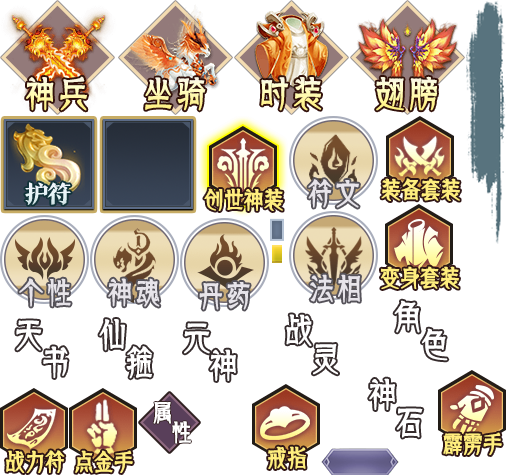 神兵
坐骑
时装
翅膀
护符
创世神装
符文
装备套装
个性
神魂
丹药
法相
变身套装
天书
仙箍
元神
战灵
角色
神石
战力符
点金手
属性
戒指
霹雳手